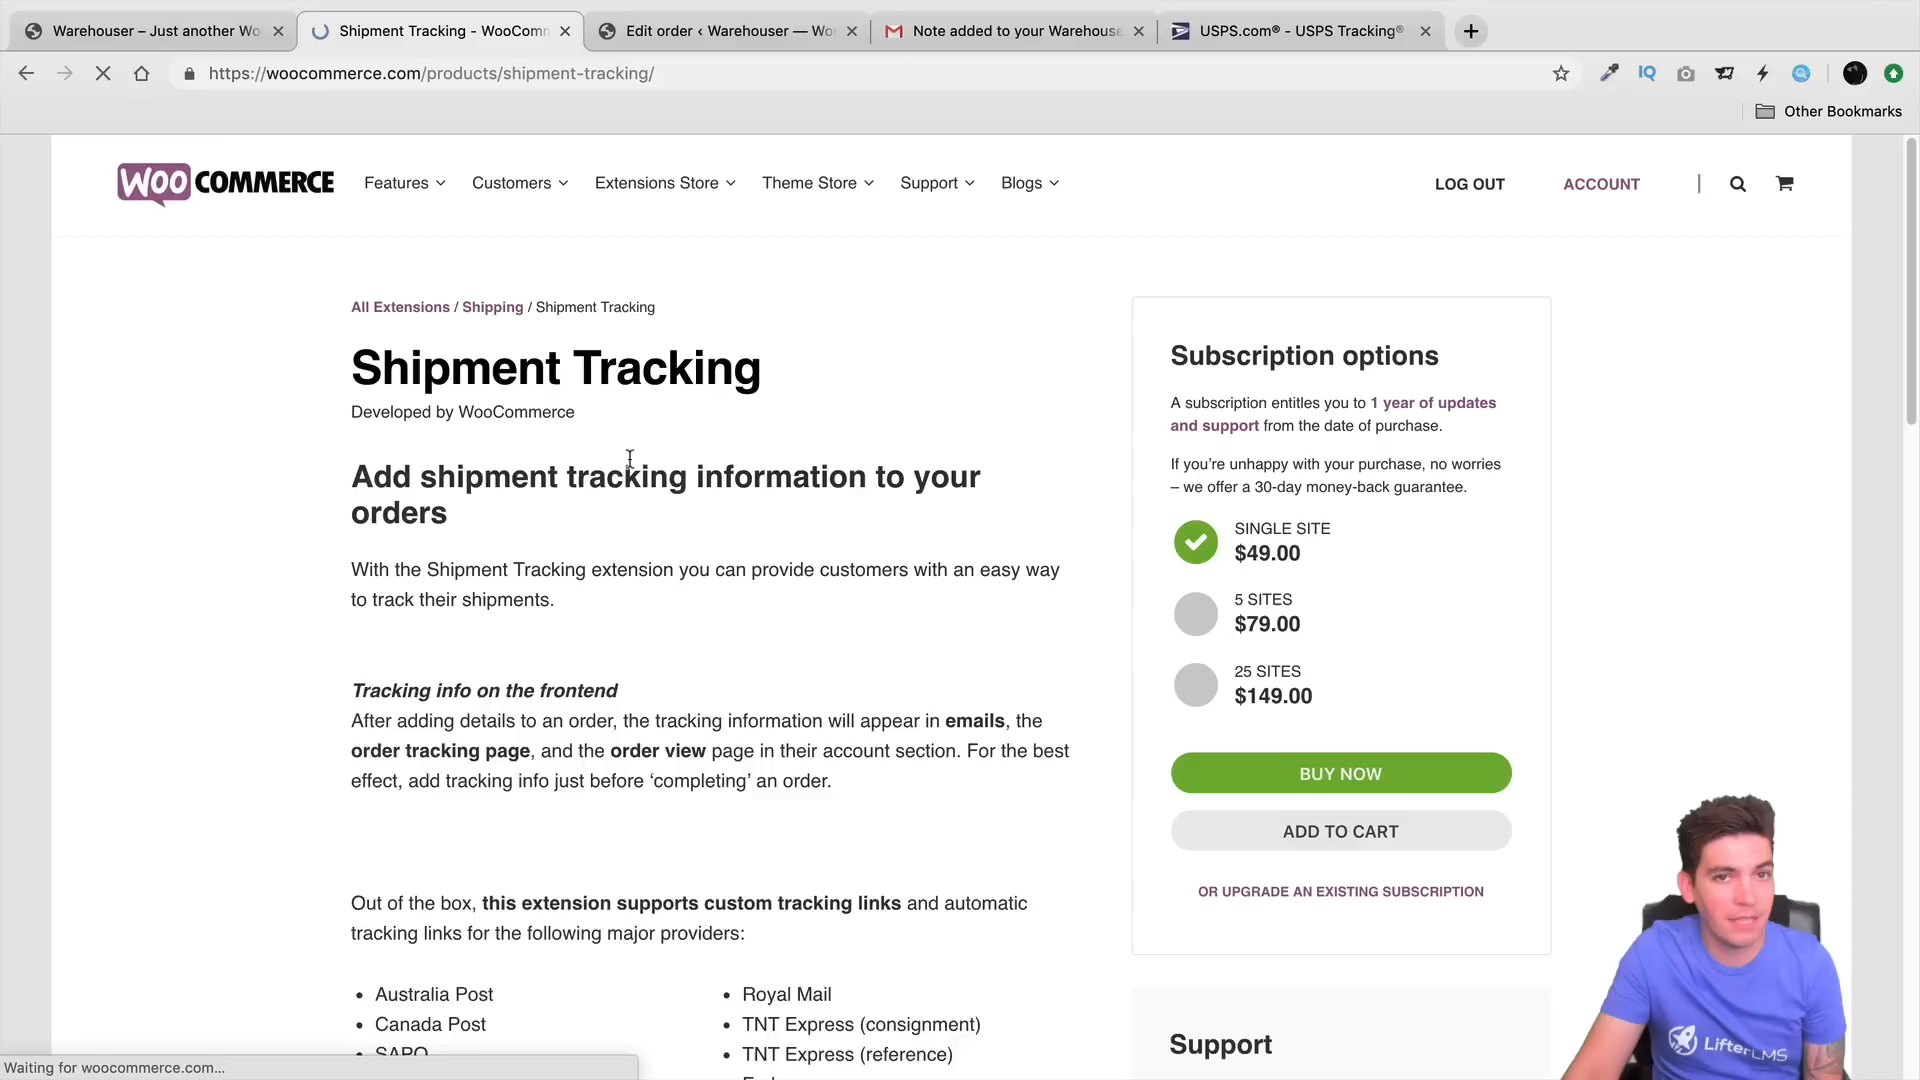 Warehouser – Just another Wo
Shipment Tracking - WooComm
Edit order ‹ Warehouser — Wo
Note added to your Warehouse
USPS.com® - USPS Tracking®
https://woocommerce.com/products/shipment-tracking/
IQ
Other Bookmarks
WOO COMMERCE
Features
Customers
Extensions Store
Theme Store
Support
Blogs
LOG OUT
ACCOUNT
All Extensions / Shipping / Shipment Tracking
Shipment Tracking
Developed by WooCommerce
Add shipment tracking information to your
orders
With the Shipment Tracking extension you can provide customers with an easy way
to track their shipments.
Tracking info on the frontend
After adding details to an order, the tracking information will appear in emails, the
order tracking page, and the order view page in their account section. For the best
effect, add tracking info just before ‘completing’ an order.
Out of the box, this extension supports custom tracking links and automatic
tracking links for the following major providers:
• Australia Post
• Canada Post
• SAPO
• Royal Mail
• TNT Express (consignment)
• TNT Express (reference)
Subscription options
A subscription entitles you to 1 year of updates
and support from the date of purchase.
If you’re unhappy with your purchase, no worries
– we offer a 30-day money-back guarantee.
SINGLE SITE
$49.00
5 SITES
$79.00
25 SITES
$149.00
BUY NOW
ADD TO CART
OR UPGRADE AN EXISTING SUBSCRIPTION
Support
LifterLMS
Waiting for woocommerce.com...